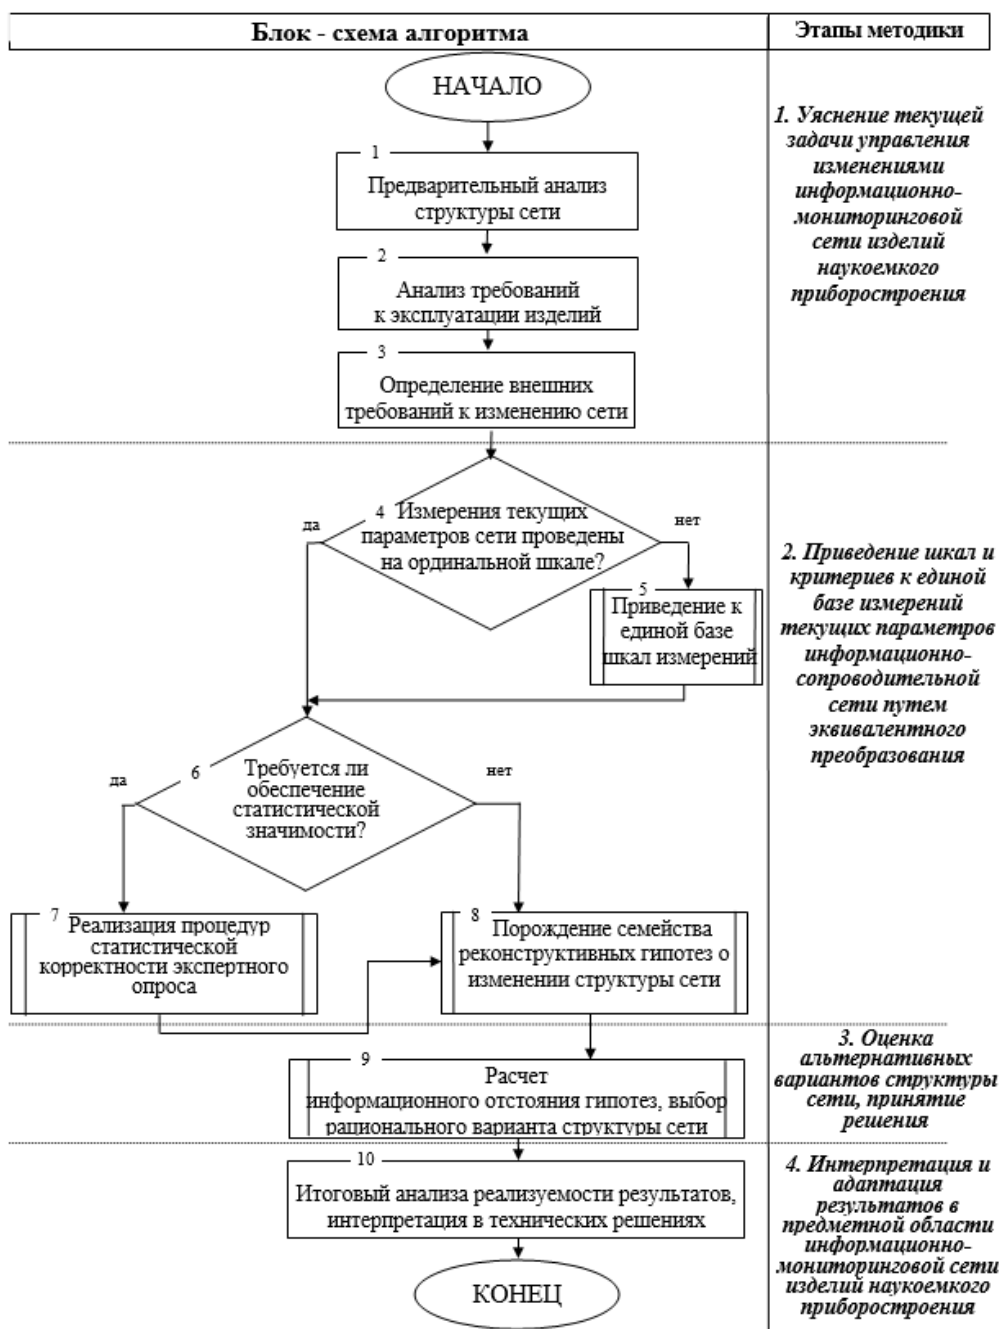 Блок - схема алгоритма
Этапы методики
НАЧАЛО
1
Предварительный анализ
структуры сети
2
Анализ требований
к эксплуатации изделий
3
Определение внешних
требований к изменению сети
1. Уяснение текущей
задачи управления
изменениями
информационно-
мониторинговой
сети изделий
наукоемкого
приборостроения
4 Измерения текущих
параметров сети проведены
на ординальной шкале?
да
нет
5
Приведение к
единой базе
шкал измерений
6
Требуется ли
обеспечение
статистической
значимости?
да
нет
7
Реализация процедур
статистической
корректности экспертного
опроса
8
Порождение семейства
реконструктивных гипотез о
изменении структуры сети
2. Приведение шкал и
критериев к единой
базе измерений
текущих параметров
информационно-
сопроводительной
сети путем
эквивалентного
преобразования
9
Расчет
информационного отстояния гипотез, выбор
рационального варианта структуры сети
3. Оценка
альтернативных
вариантов структуры
сети, принятие
решения
10
Итоговый анализа реализуемости результатов,
интерпретация в технических решениях
КОНЕЦ
4. Интерпретация и
адаптация
результатов в
предметной области
информационно-
мониторинговой сети
изделий наукоемкого
приборостроения